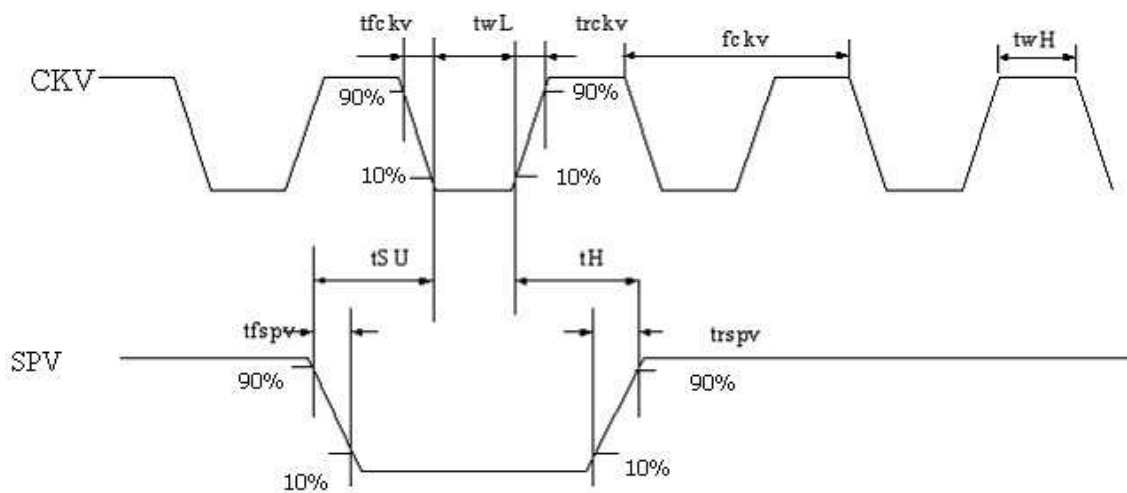 tfckv twL trckv fckv twH
CKV
90% 90%
10% 10%
tSU tH
tfspv trspv
SPV
90% 90%
10% 10%